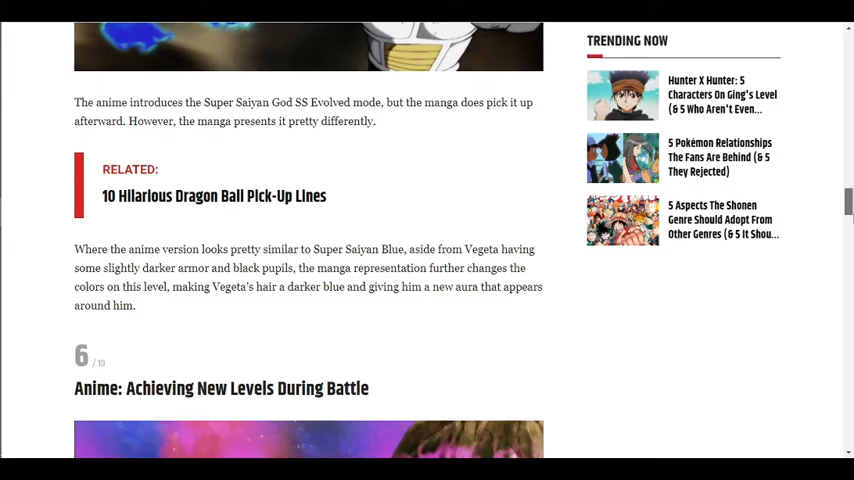 The anime introduces the Super Saiyan God SS Evolved mode, but the manga does pick it up
afterward. However, the manga presents it pretty differently.
RELATED:
10 Hilarious Dragon Ball Pick-Up Lines
Where the anime version looks pretty similar to Super Saiyan Blue, aside from Vegeta having
some slightly darker armor and black pupils, the manga representation further changes the
colors on this level, making Vegeta's hair a darker blue and giving him a new aura that appears
around him.
6 / 10
Anime: Achieving New Levels During Battle
TRENDING NOW
Hunter X Hunter: 5
Characters On Ging's Level
(& 5 Who Aren't Even...
5 Pokémon Relationships
The Fans Are Behind (& 5
They Rejected)
5 Aspects The Shonen
Genre Should Adopt From
Other Genres (& 5 It Shou...